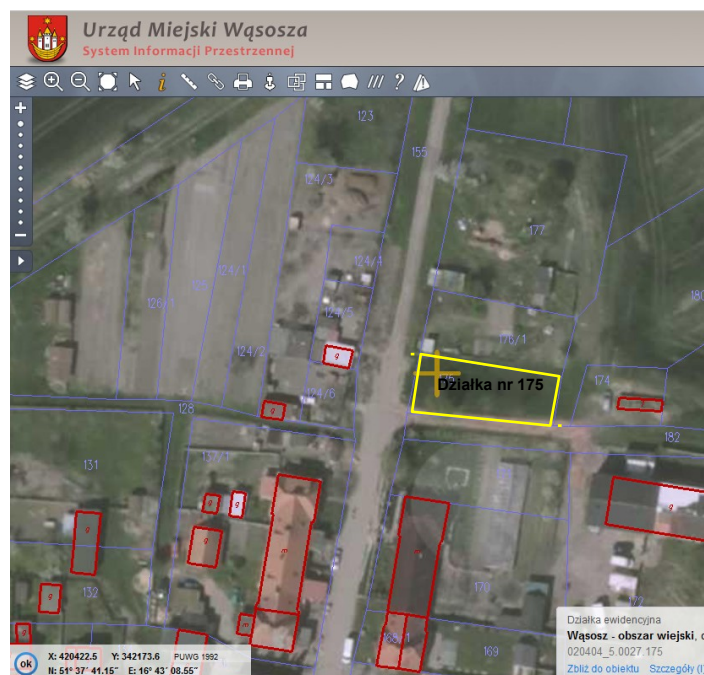 Urząd Miejski Wąsosza
System Informacji Przestrzennej
123
155
124/3
177
124/4
124/1
180
126/1
124/5
176/1
124/2
g
174
Działka nr 175
124/6
128
g
182
131
g
g
g
g
m
m
g
132
g
170
172
g
m
168/1
169
Działka ewidencyjna
Wąsosz - obszar wiejski,
020404_5.0027.175
Zbliż do obiektu Szczegóły (I)
ok
X: 420422.5 Y: 342173.6 PUWG 1992
N: 51° 37' 41.15" E: 16° 43' 08.55"